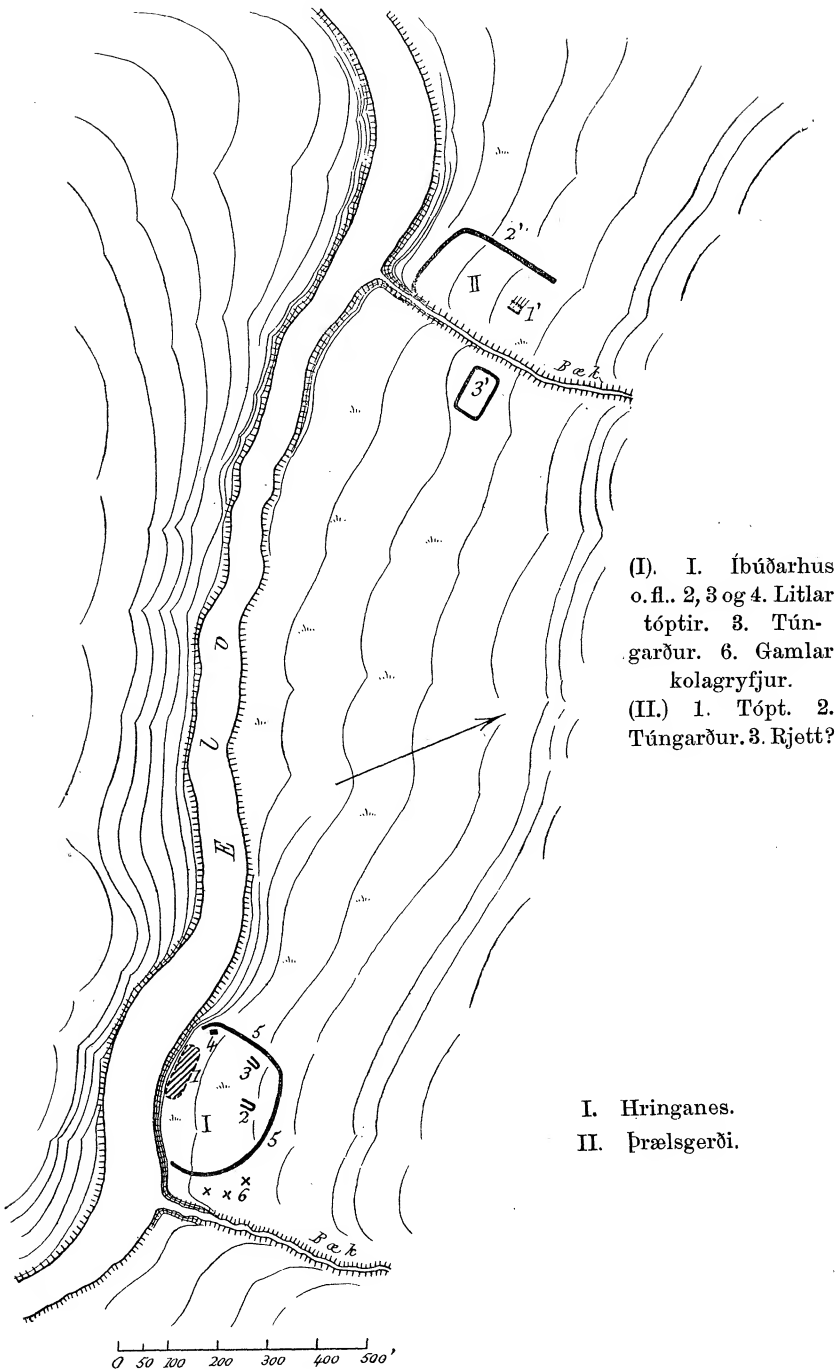 2'.
II
1'
Bæk
3'
(I). I. Íbúðarhus
o. fl.. 2, 3 og 4. Litlar
tóptir. 3. Tún-
garður. 6. Gamlar
kolagryfjur.
(II.) 1. Tópt. 2.
Túngarður. 3. Rjett?
E l o
5
4
3
1
2
I
5
6
I. Hringanes.
II. Þrælsgerði.
Bæk
0 50 100 200 300 400 500'